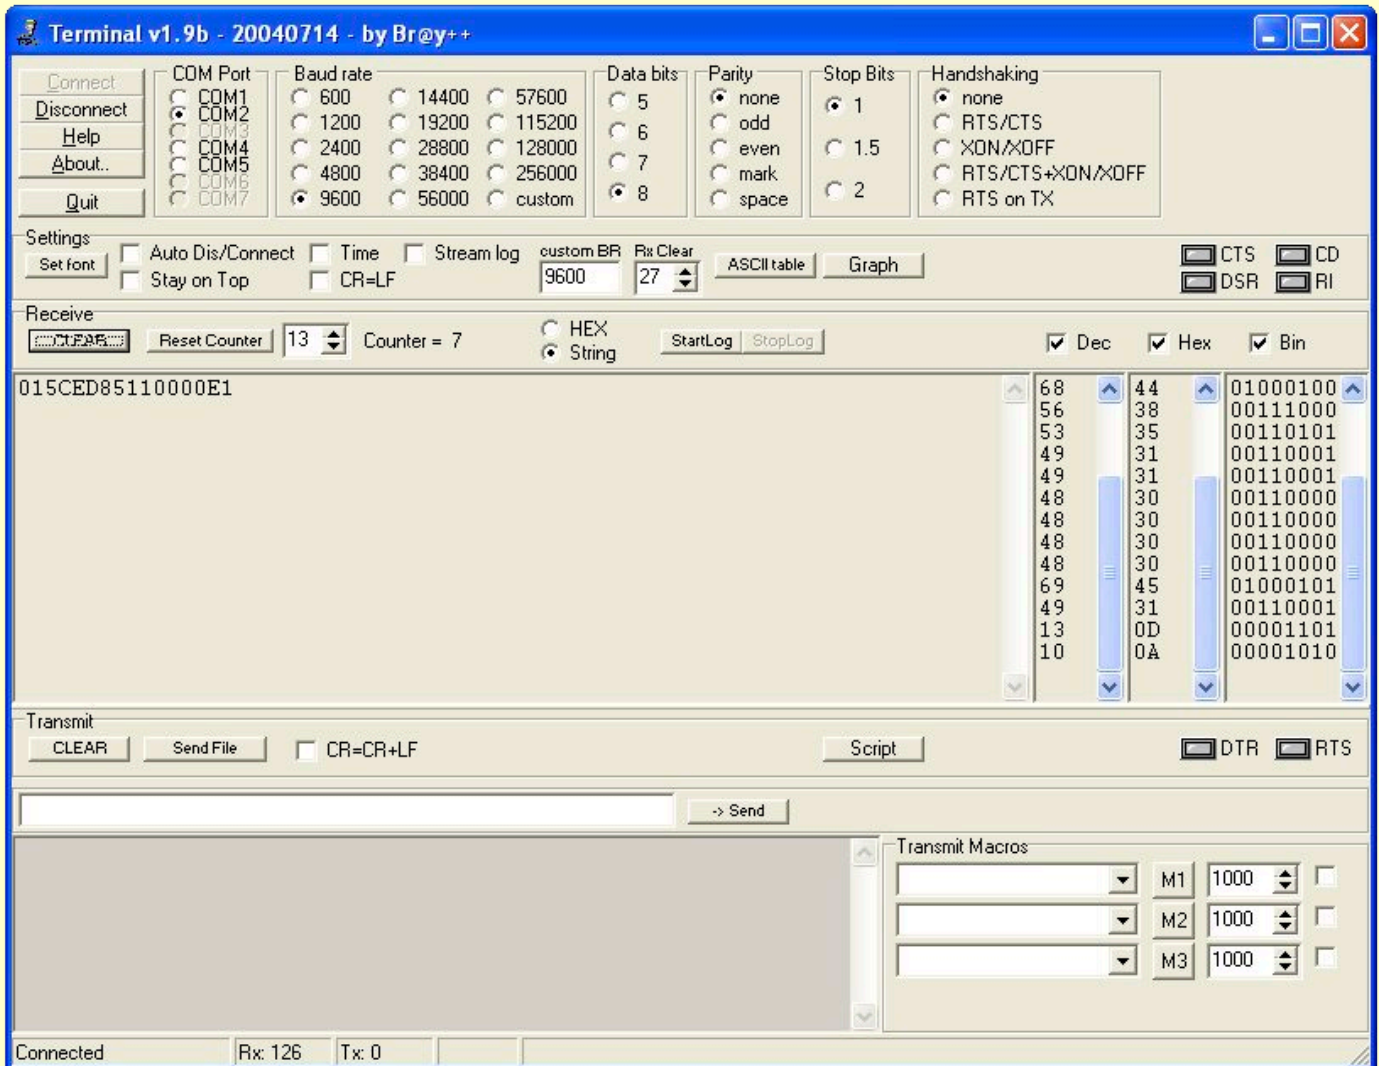 Terminal v1.9b - 20040714 - by Br@y++
Connect
Disconnect
Help
About..
Quit
COM Port
COM1
COM2
COM3
COM4
COM5
COM6
COM7
Baud rate
600 14400 57600
1200 19200 115200
2400 28800 128000
4800 38400 256000
9600 56000 custom
Data bits
5
6
7
8
Parity
none
odd
even
mark
space
Stop Bits
1
1.5
2
Handshaking
none
RTS/CTS
XON/XOFF
RTS/CTS+XON/XOFF
RTS on TX
Settings
Set font
Auto Dis/Connect Time Stream log
Stay on Top CR=LF
custom BR
9600
Rx Clear
27
ASCII table
Graph
CTS CD
DSR RI
Receive
CLEAR
Reset Counter
13
Counter = 7
HEX
String
StartLog StopLog
Dec Hex Bin
015CED85110000E1
68 44 01000100
56 38 00111000
53 35 00110101
49 31 00110001
49 31 00110001
48 30 00110000
48 30 00110000
48 30 00110000
48 30 00110000
69 45 01000101
49 31 00110001
13 0D 00001101
10 0A 00001010
Transmit
CLEAR
Send File
CR=CR+LF
Script
DTR RTS
-> Send
Transmit Macros
M1 1000
M2 1000
M3 1000
Connected
Rx: 126
Tx: 0